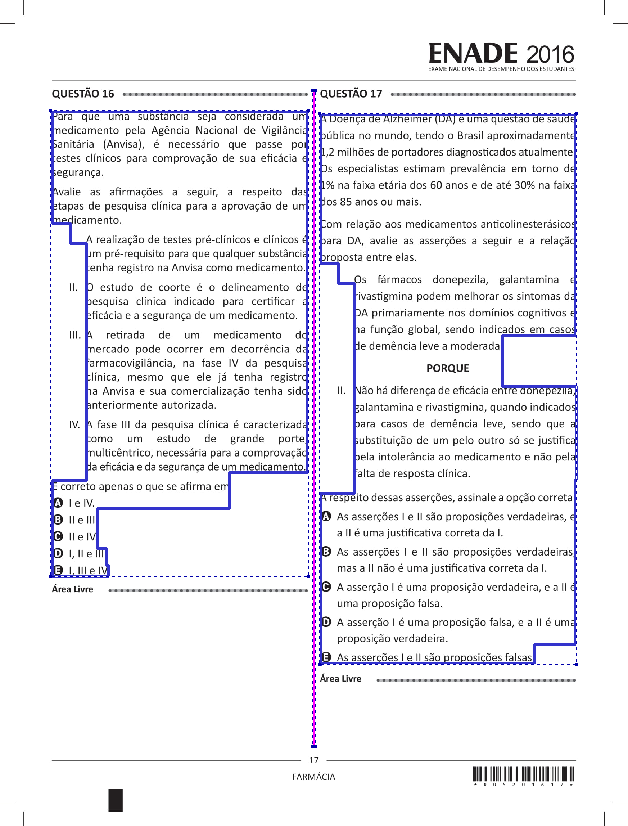 ENADE 2016
EXAME NACIONAL DE DESEMPENHO DOS ESTUDANTES
QUESTÃO 16
Para que uma substância seja considerada um
medicamento pela Agência Nacional de Vigilância
Sanitária (Anvisa), é necessário que passe por
testes clínicos para comprovação de sua eficácia e
segurança.
Avalie as afirmações a seguir, a respeito das
etapas de pesquisa clínica para a aprovação de um
medicamento.
A realização de testes pré-clínicos e clínicos é
um pré-requisito para que qualquer substância
tenha registro na Anvisa como medicamento.
II. O estudo de coorte é o delineamento de
pesquisa clínica indicado para certificar a
eficácia e a segurança de um medicamento.
III. A retirada de um medicamento do
mercado pode ocorrer em decorrência da
farmacovigilância, na fase IV da pesquisa
clínica, mesmo que ele já tenha registro
na Anvisa e sua comercialização tenha sido
anteriormente autorizada.
IV. A fase III da pesquisa clínica é caracterizada
como um estudo de grande porte,
multicêntrico, necessária para a comprovação
da eficácia e da segurança de um medicamento.
É correto apenas o que se afirma em
A I e IV.
B II e III
C II e IV
D I, II e III
E I, III e IV
Área Livre
QUESTÃO 17
A Doença de Alzheimer (DA) é uma questão de saúde
pública no mundo, tendo o Brasil aproximadamente
1,2 milhões de portadores diagnosticados atualmente.
Os especialistas estimam prevalência em torno de
1% na faixa etária dos 60 anos e de até 30% na faixa
dos 85 anos ou mais.
Com relação aos medicamentos anticolinesterásicos
para DA, avalie as asserções a seguir e a relação
proposta entre elas.
Os fármacos donepezila, galantamina e
rivastigmina podem melhorar os sintomas da
DA primariamente nos domínios cognitivos e
na função global, sendo indicados em casos
de demência leve a moderada
PORQUE
II. Não há diferença de eficácia entre donepezila,
galantamina e rivastigmina, quando indicados
para casos de demência leve, sendo que a
substituição de um pelo outro só se justifica
pela intolerância ao medicamento e não pela
falta de resposta clínica.
A respeito dessas asserções, assinale a opção correta.
A As asserções I e II são proposições verdadeiras, e
a II é uma justificativa correta da I.
B As asserções I e II são proposições verdadeiras,
mas a II não é uma justificativa correta da I.
C A asserção I é uma proposição verdadeira, e a II é
uma proposição falsa.
D A asserção I é uma proposição falsa, e a II é uma
proposição verdadeira.
E As asserções I e II são proposições falsas
Área Livre
17
FARMÁCIA